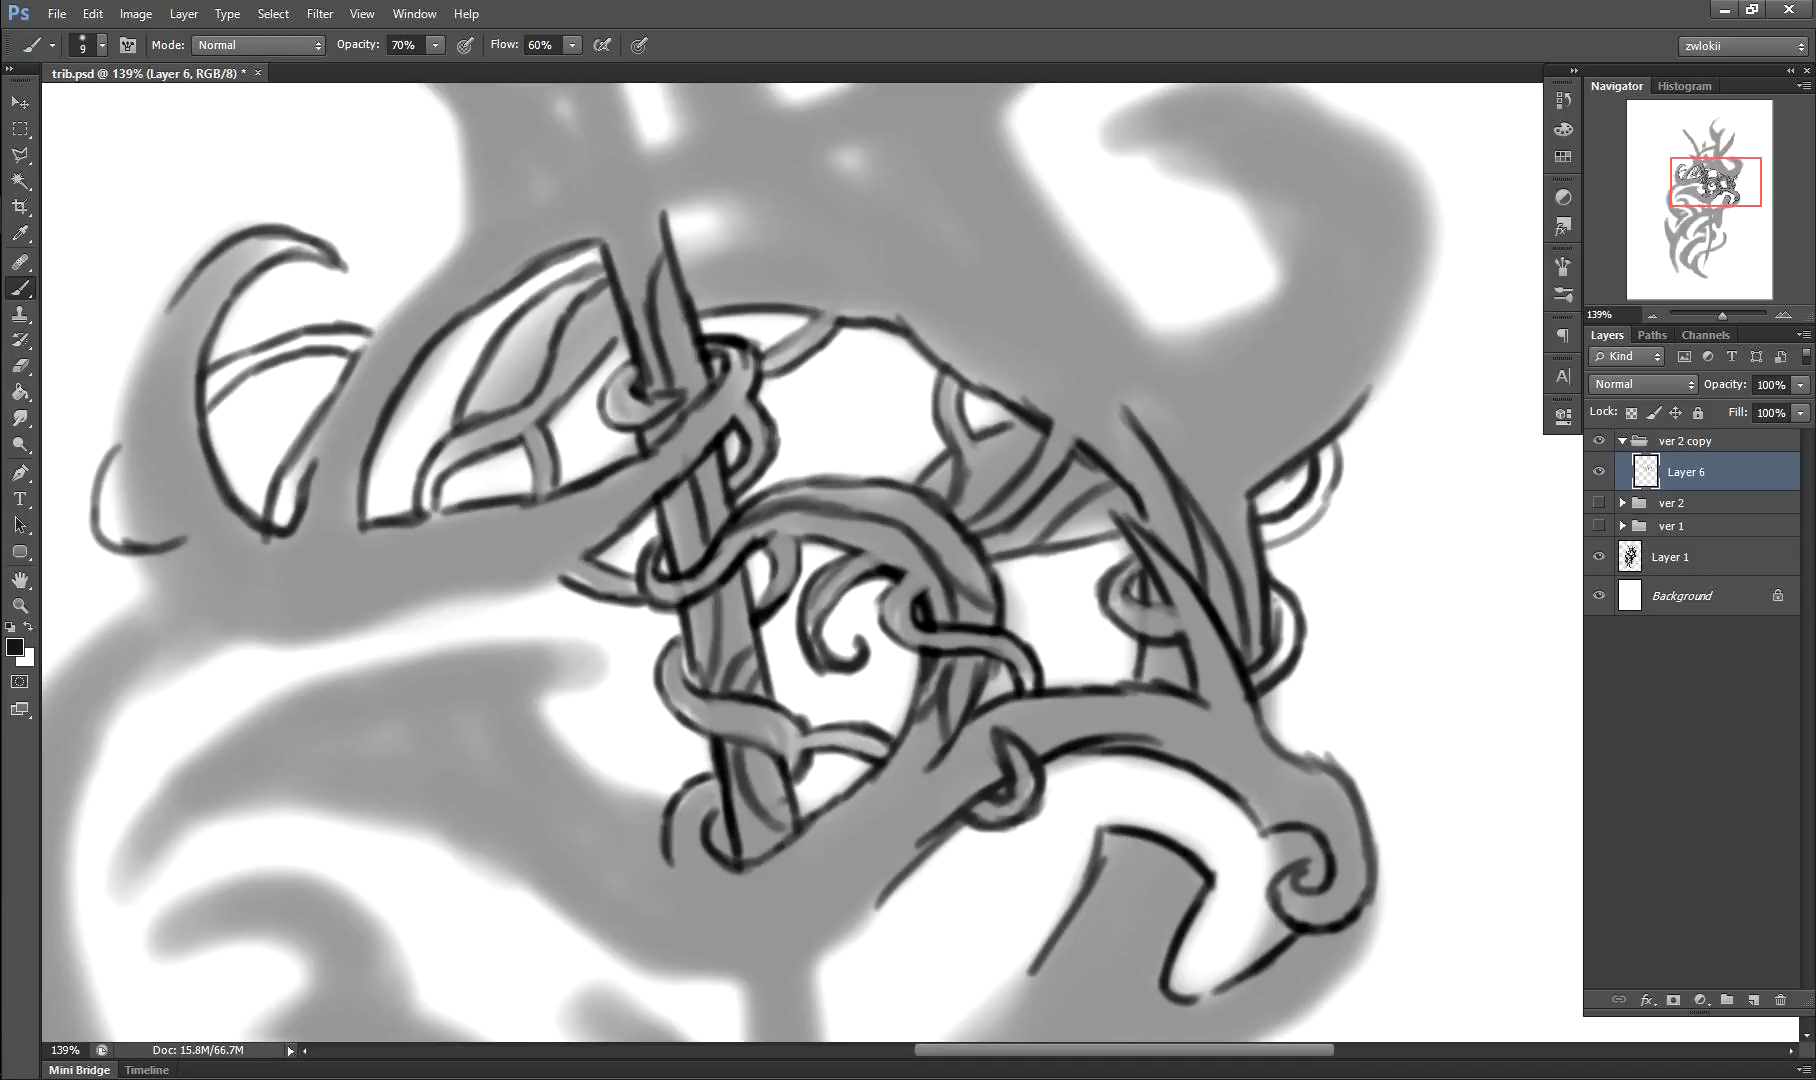 Ps File Edit Image Layer Type Select Filter View Window Help
9 Mode: Normal Opacity: 70% Flow: 60% zwlokii
trib.psd @ 139% (Layer 6, RGB/8) * ×
Navigator Histogram
139%
Layers Paths Channels
Kind
Normal Opacity: 100%
Lock: Fill: 100%
ver 2 copy
Layer 6
ver 2
ver 1
Layer 1
Background
139% Doc: 15.8M/66.7M
Mini Bridge Timeline